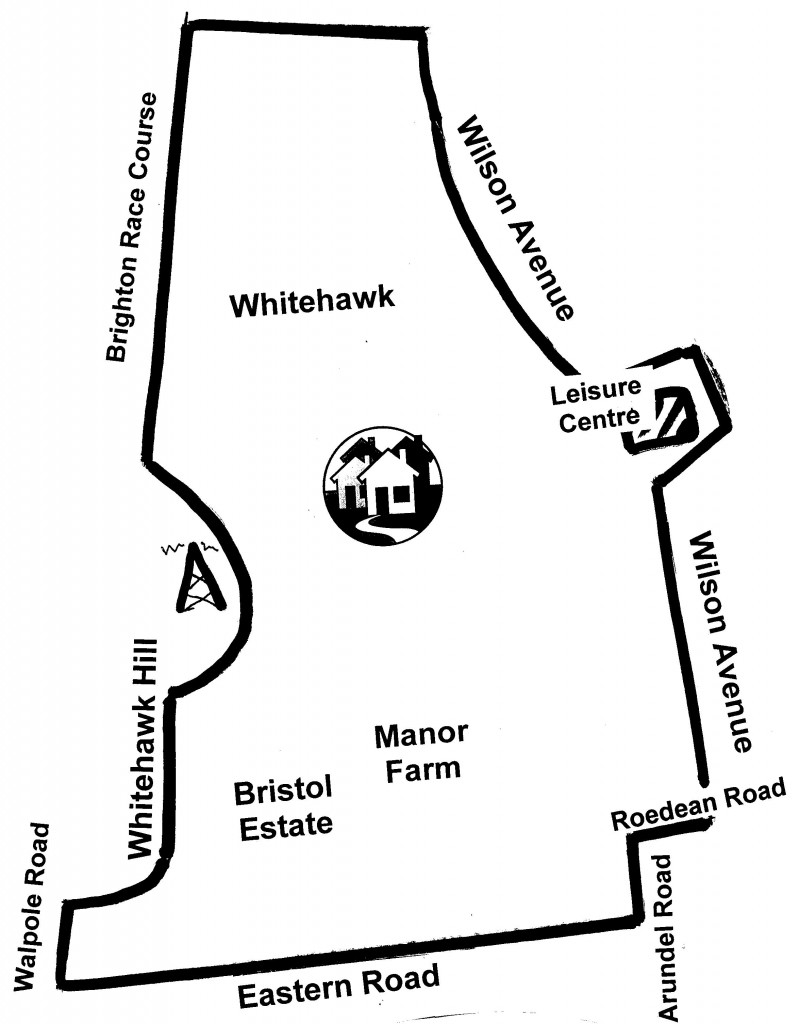 Brighton Race Course
Wilson Avenue
Whitehawk
Leisure
Centre
Wilson Avenue
Whitehawk Hill
Manor
Farm
Bristol
Estate
Roedean Road
Walpole Road
Arundel Road
Eastern Road